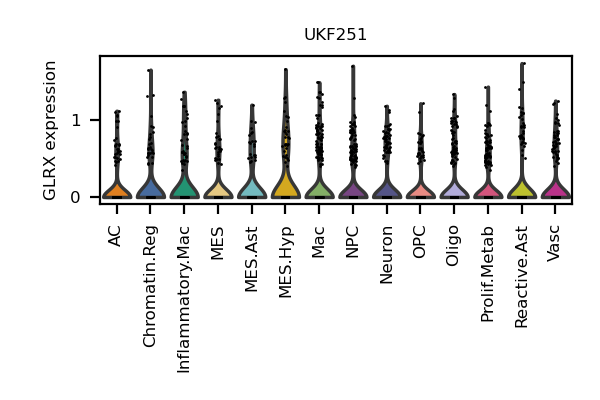 UKF251
GLRX expression
1
0
AC
Chromatin.Reg
Inflammatory.Mac
MES
MES.Ast
MES.Hyp
Mac
NPC
Neuron
OPC
Oligo
Prolif.Metab
Reactive.Ast
Vasc